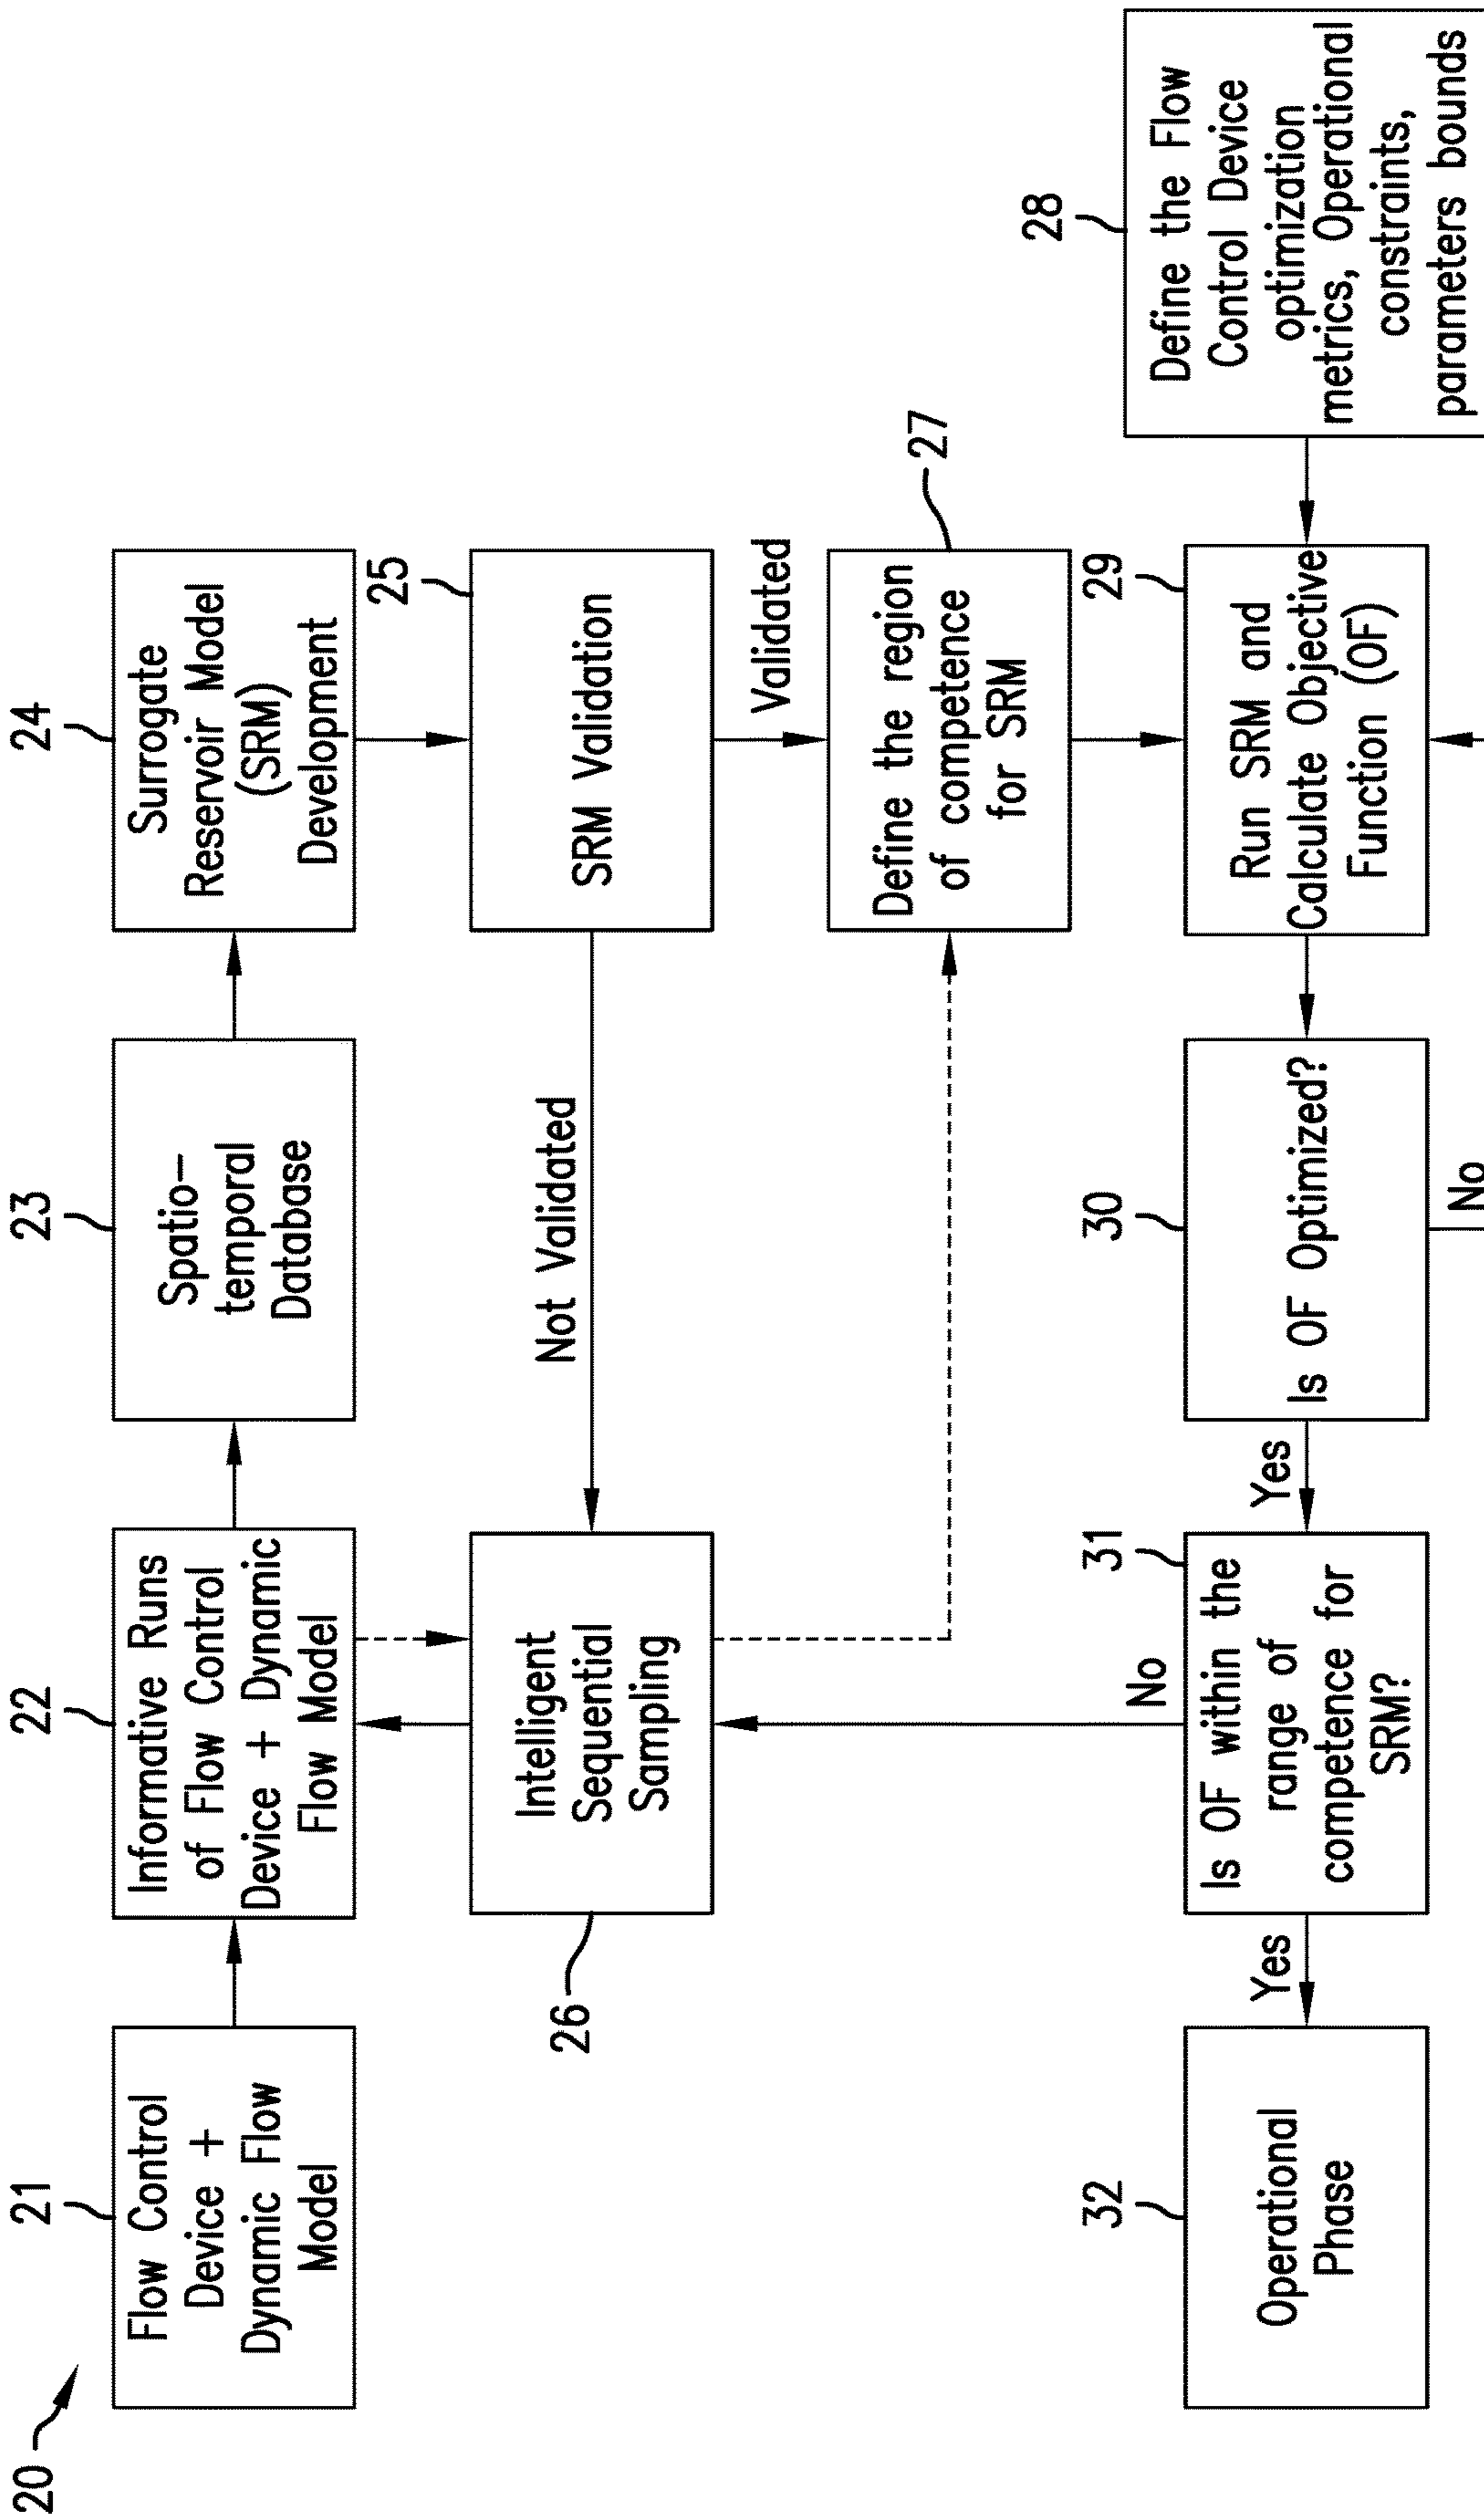 20
21
Flow Control
Device +
Dynamic Flow
Model
22
Informative Runs
of Flow Control
Device + Dynamic
Flow Model
23
Spatio-
temporal
Database
24
Surrogate
Reservoir Model
(SRM)
Development
25
SRM Validation
Not Validated
Validated
26
Intelligent
Sequential
Sampling
27
Define the region
of competence
for SRM
28
Define the Flow
Control Device
optimization
metrics, Operational
constraints,
parameters bounds
29
Run SRM and
Calculate Objective
Function (OF)
30
Is OF Optimized?
No
Yes
31
Is OF within the
range of
competence for
SRM?
No
Yes
32
Operational
Phase